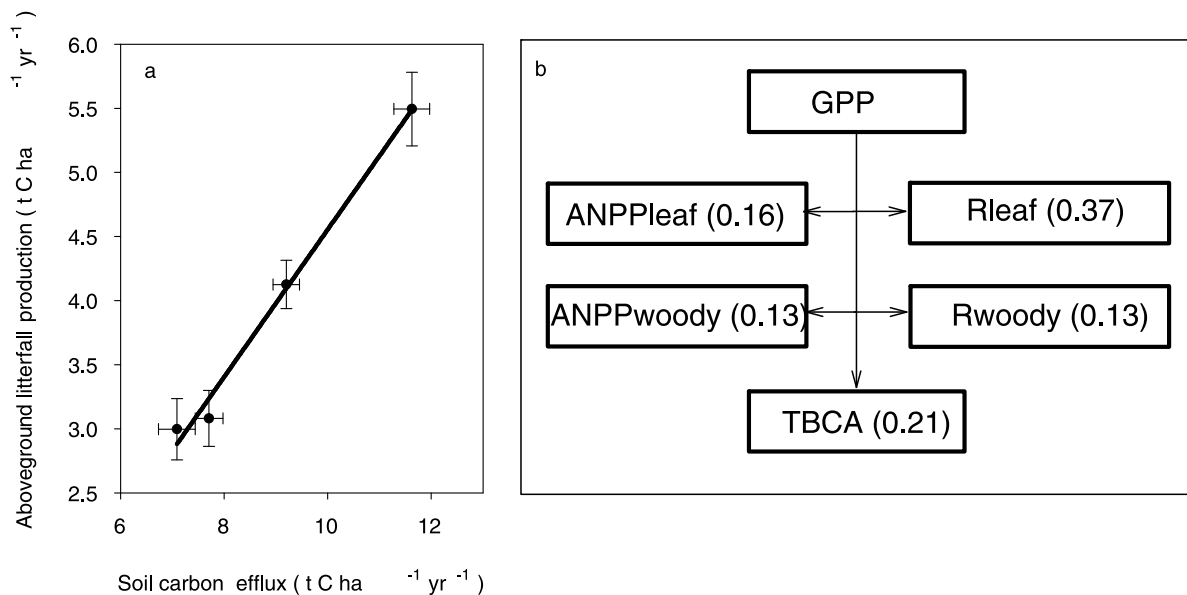 Aboveground litterfall production ( t C ha -1 yr -1 )
6.0
5.5
5.0
4.5
4.0
3.5
3.0
2.5
a
6 8 10 12
Soil carbon efflux ( t C ha -1 yr -1 )
b
GPP
ANPPleaf (0.16) Rleaf (0.37)
ANPPwoody (0.13) Rwoody (0.13)
TBCA (0.21)